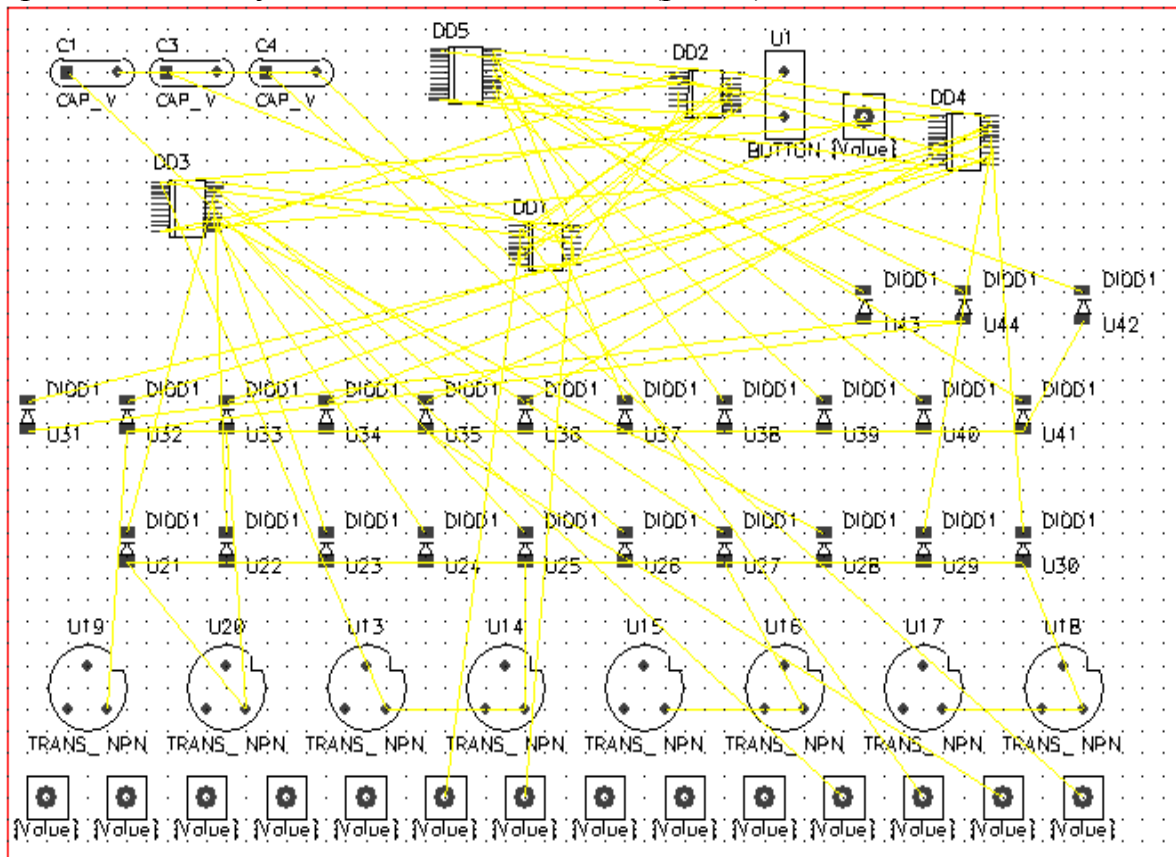 C1 C3 C4 DD5 DD2 U1
CAP_V CAP_V CAP_V DD4
BUTTON {Value}
DD3
DD1
DIOD1 DIOD1 DIOD1
U43 U44 U42
DIOD1 DIOD1 DIOD1 DIOD1 DIOD1 DIOD1 DIOD1 DIOD1 DIOD1 DIOD1 DIOD1
U31 U32 U33 U34 U35 U36 U37 U38 U39 U40 U41
DIOD1 DIOD1 DIOD1 DIOD1 DIOD1 DIOD1 DIOD1 DIOD1 DIOD1 DIOD1
U21 U22 U23 U24 U25 U26 U27 U28 U29 U30
U19 U20 U13 U14 U15 U16 U17 U18
TRANS_NPN TRANS_NPN TRANS_NPN TRANS_NPN TRANS_NPN TRANS_NPN TRANS_NPN TRANS_NPN
{Value} {Value} {Value} {Value} {Value} {Value} {Value} {Value} {Value} {Value} {Value} {Value} {Value} {Value}